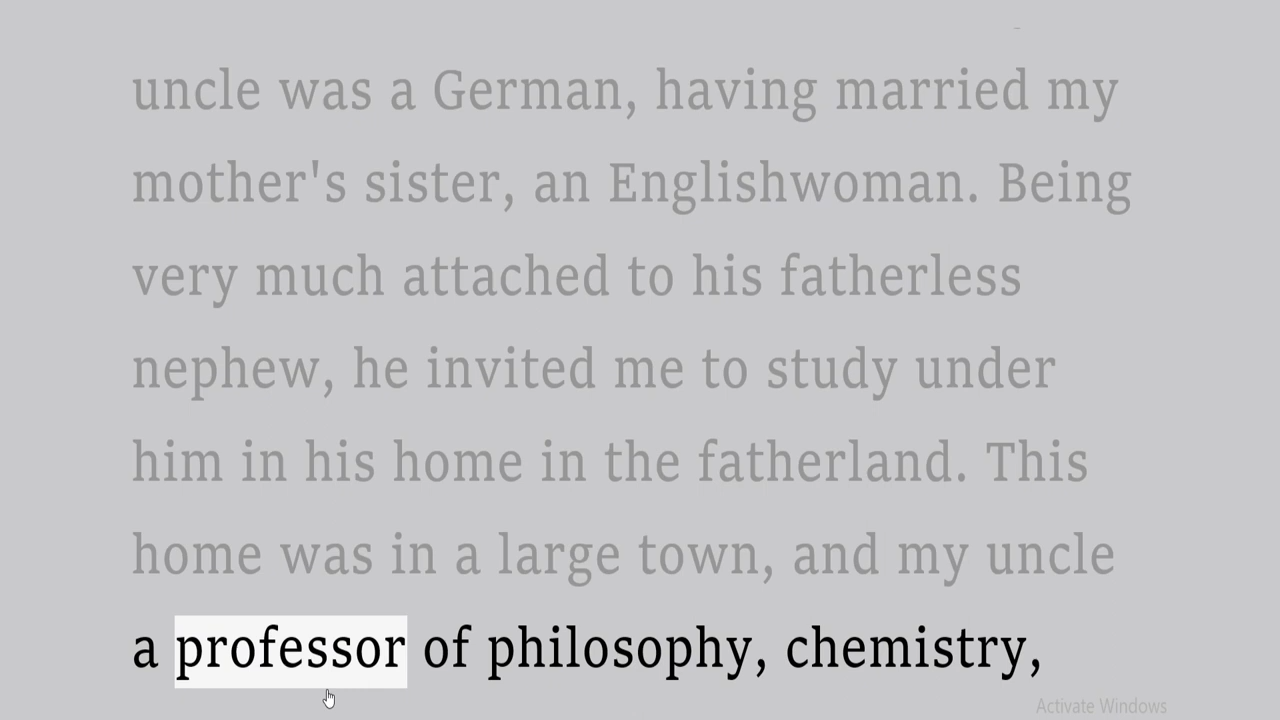 uncle was a German, having married my
mother's sister, an Englishwoman. Being
very much attached to his fatherless
nephew, he invited me to study under
him in his home in the fatherland. This
home was in a large town, and my uncle
a professor of philosophy, chemistry,
Activate Windows